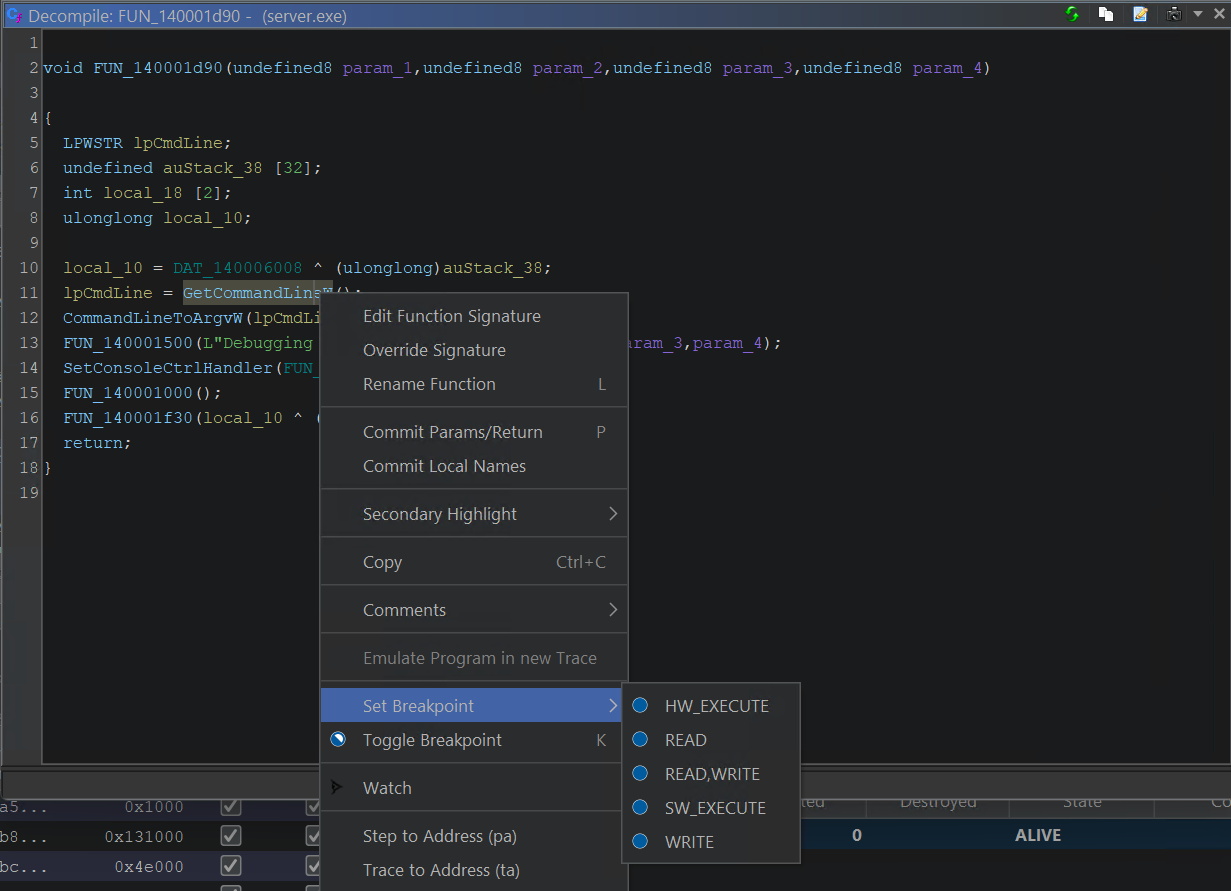 Decompile: FUN_140001d90 - (server.exe)
1
2 void FUN_140001d90(undefined8 param_1,undefined8 param_2,undefined8 param_3,undefined8 param_4)
3
4 {
5 LPWSTR lpCmdLine;
6 undefined auStack_38 [32];
7 int local_18 [2];
8 ulonglong local_10;
9
10 local_10 = DAT_140006008 ^ (ulonglong)auStack_38;
11 lpCmdLine = GetCommandLineW();
12 CommandLineToArgvW(lpCmdLi
13 FUN_140001500(L"Debugging ram_3,param_4);
14 SetConsoleCtrlHandler(FUN_
15 FUN_140001000();
16 FUN_140001f30(local_10 ^ (
17 return;
18 }
19
Edit Function Signature
Override Signature
Rename Function L
Commit Params/Return P
Commit Local Names
Secondary Highlight
Copy Ctrl+C
Comments
Emulate Program in new Trace
Set Breakpoint
Toggle Breakpoint K
Watch
Step to Address (pa)
Trace to Address (ta)
HW_EXECUTE
READ
READ,WRITE
SW_EXECUTE
WRITE
a5... 0x1000
b8... 0x131000
bc... 0x4e000
ted Destroyed State Co
0 ALIVE